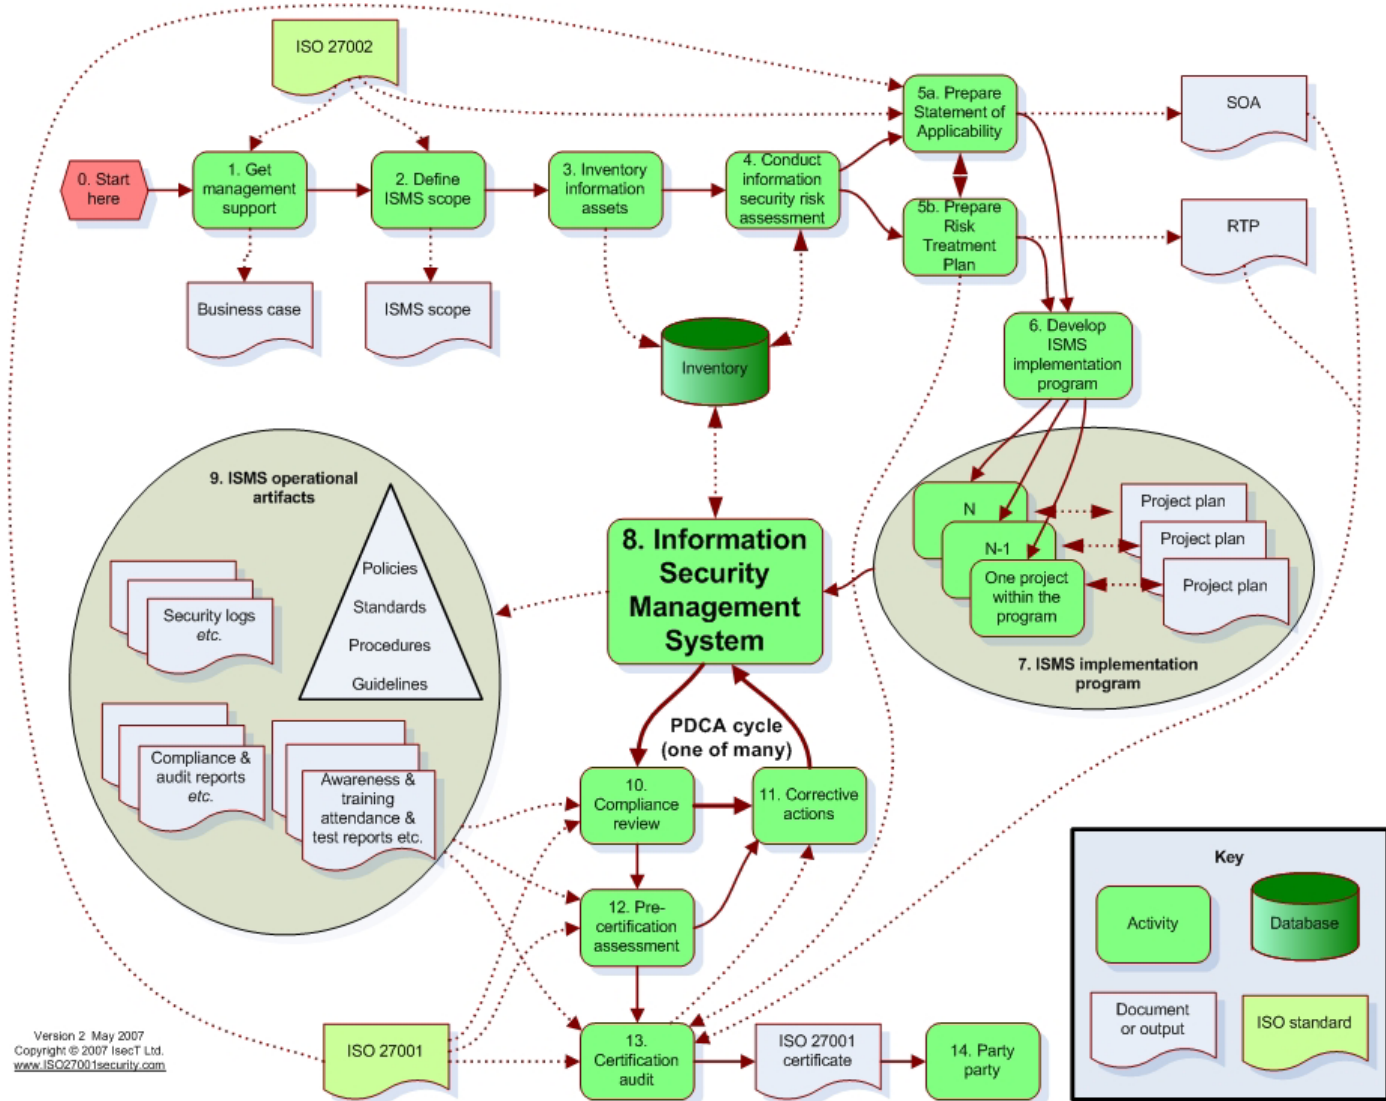 ISO 27002
0. Start
here
1. Get
management
support
2. Define
ISMS scope
3. Inventory
information
assets
4. Conduct
information
security risk
assessment
5a. Prepare
Statement of
Applicability
5b. Prepare
Risk
Treatment
Plan
SOA
RTP
Business case
ISMS scope
Inventory
6. Develop
ISMS
implementation
program
9. ISMS operational
artifacts
Policies
Standards
Procedures
Guidelines
Security logs
etc.
Compliance &
audit reports
etc.
Awareness &
training
attendance &
test reports etc.
8. Information
Security
Management
System
N
N-1
One project
within the
program
Project plan
Project plan
Project plan
7. ISMS implementation
program
PDCA cycle
(one of many)
10.
Compliance
review
11. Corrective
actions
12. Pre-
certification
assessment
13.
Certification
audit
ISO 27001
ISO 27001
certificate
14. Party
party
Key
Activity
Database
Document
or output
ISO standard
Version 2 May 2007
Copyright © 2007 IsecT Ltd.
www.ISO27001security.com